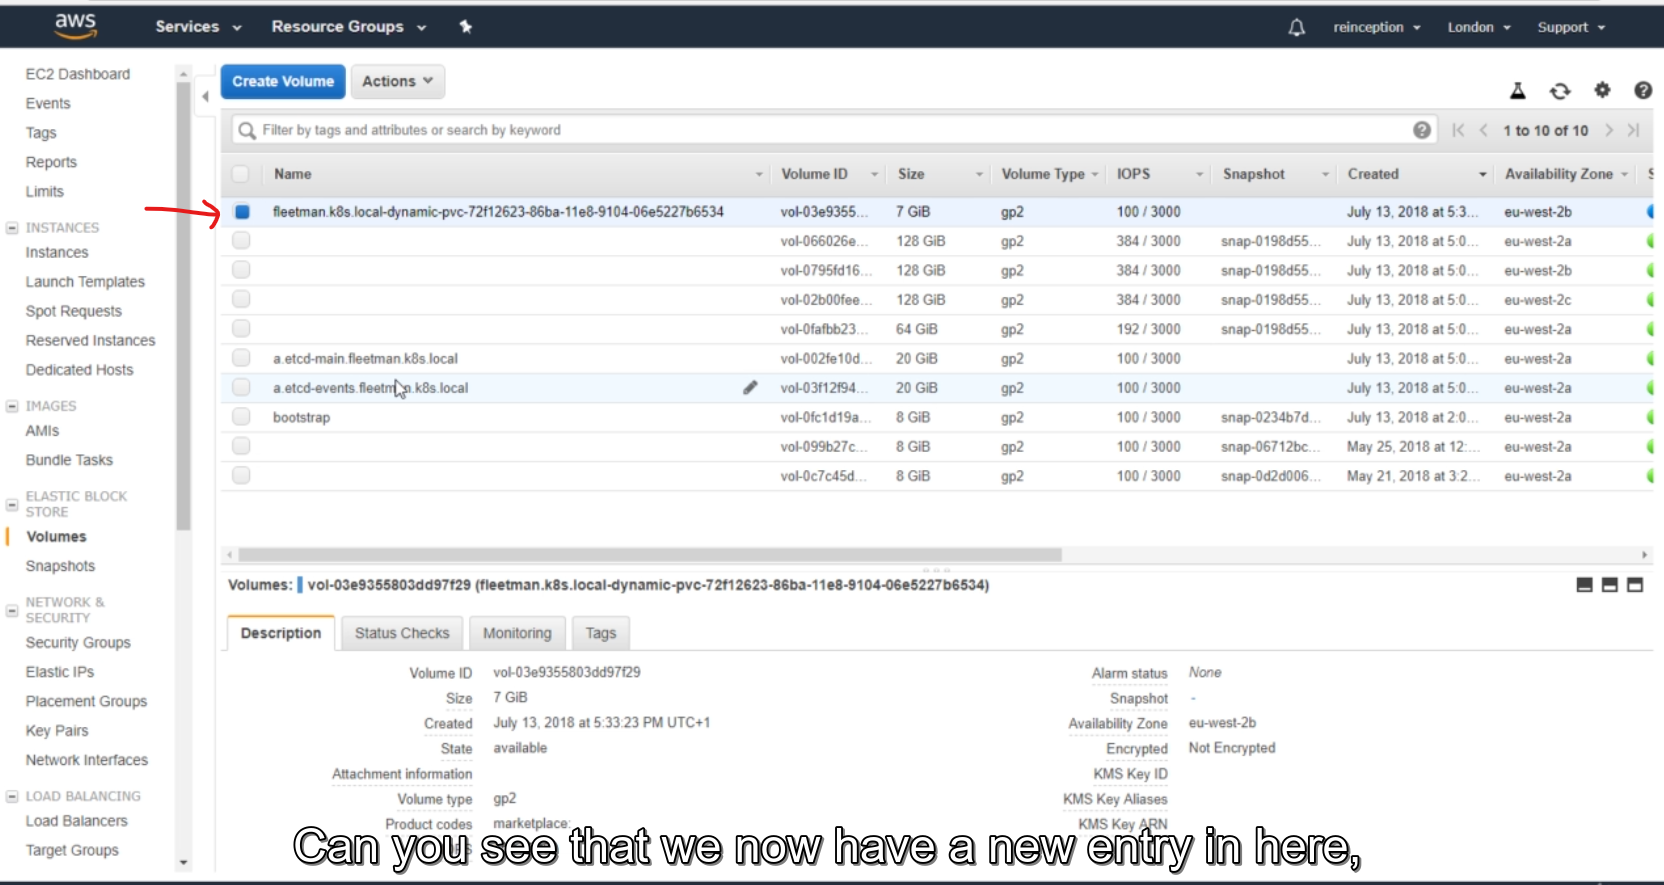 aws Services Resource Groups reinception London Support
EC2 Dashboard
Events
Tags
Reports
Limits
INSTANCES
Instances
Launch Templates
Spot Requests
Reserved Instances
Dedicated Hosts
IMAGES
AMIs
Bundle Tasks
ELASTIC BLOCK
STORE
Volumes
Snapshots
NETWORK &
SECURITY
Security Groups
Elastic IPs
Placement Groups
Key Pairs
Network Interfaces
LOAD BALANCING
Load Balancers
Target Groups
Create Volume Actions
Filter by tags and attributes or search by keyword 1 to 10 of 10
Name Volume ID Size Volume Type IOPS Snapshot Created Availability Zone S
fleetman.k8s.local-dynamic-pvc-72f12623-86ba-11e8-9104-06e5227b6534 vol-03e9355... 7 GiB gp2 100 / 3000 July 13, 2018 at 5:3... eu-west-2b
vol-066026e... 128 GiB gp2 384 / 3000 snap-0198d55... July 13, 2018 at 5:0... eu-west-2a
vol-0795fd16... 128 GiB gp2 384 / 3000 snap-0198d55... July 13, 2018 at 5:0... eu-west-2b
vol-02b00fee... 128 GiB gp2 384 / 3000 snap-0198d55... July 13, 2018 at 5:0... eu-west-2c
vol-0fafbb23... 64 GiB gp2 192 / 3000 snap-0198d55... July 13, 2018 at 5:0... eu-west-2a
a.etcd-main.fleetman.k8s.local vol-002fe10d... 20 GiB gp2 100 / 3000 July 13, 2018 at 5:0... eu-west-2a
a.etcd-events.fleetman.k8s.local vol-03f12f94... 20 GiB gp2 100 / 3000 July 13, 2018 at 5:0... eu-west-2a
bootstrap vol-0fc1d19a... 8 GiB gp2 100 / 3000 snap-0234b7d... July 13, 2018 at 2:0... eu-west-2a
vol-099b27c... 8 GiB gp2 100 / 3000 snap-06712bc... May 25, 2018 at 12:... eu-west-2a
vol-0c7c45d... 8 GiB gp2 100 / 3000 snap-0d2d006... May 21, 2018 at 3:2... eu-west-2a
Volumes: vol-03e9355803dd97f29 (fleetman.k8s.local-dynamic-pvc-72f12623-86ba-11e8-9104-06e5227b6534)
Description Status Checks Monitoring Tags
Volume ID vol-03e9355803dd97f29
Size 7 GiB
Created July 13, 2018 at 5:33:23 PM UTC+1
State available
Attachment information
Volume type gp2
Product codes marketplace:
Alarm status None
Snapshot -
Availability Zone eu-west-2b
Encrypted Not Encrypted
KMS Key ID
KMS Key Aliases
KMS Key ARN
Can you see that we now have a new entry in here,